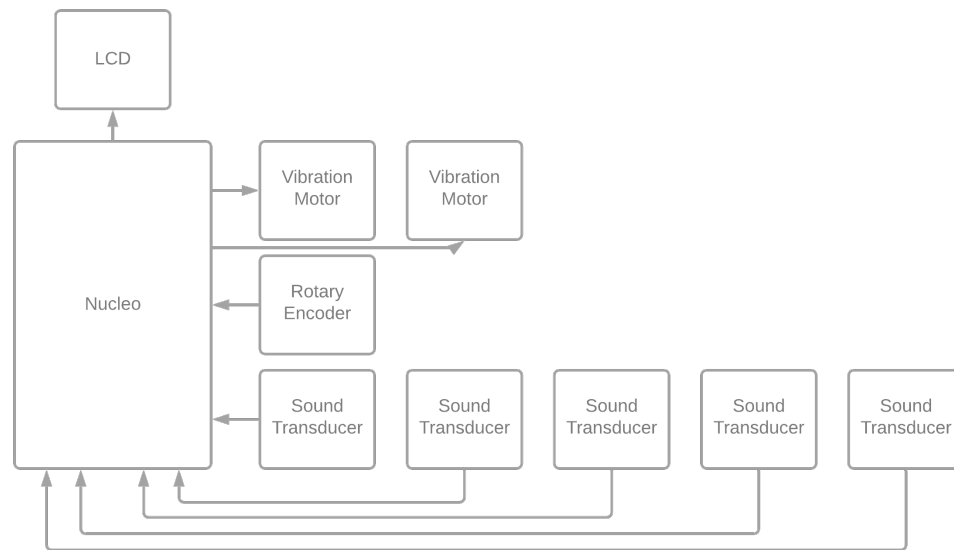 LCD
Vibration
Motor
Vibration
Motor
Nucleo
Rotary
Encoder
Sound
Transducer
Sound
Transducer
Sound
Transducer
Sound
Transducer
Sound
Transducer